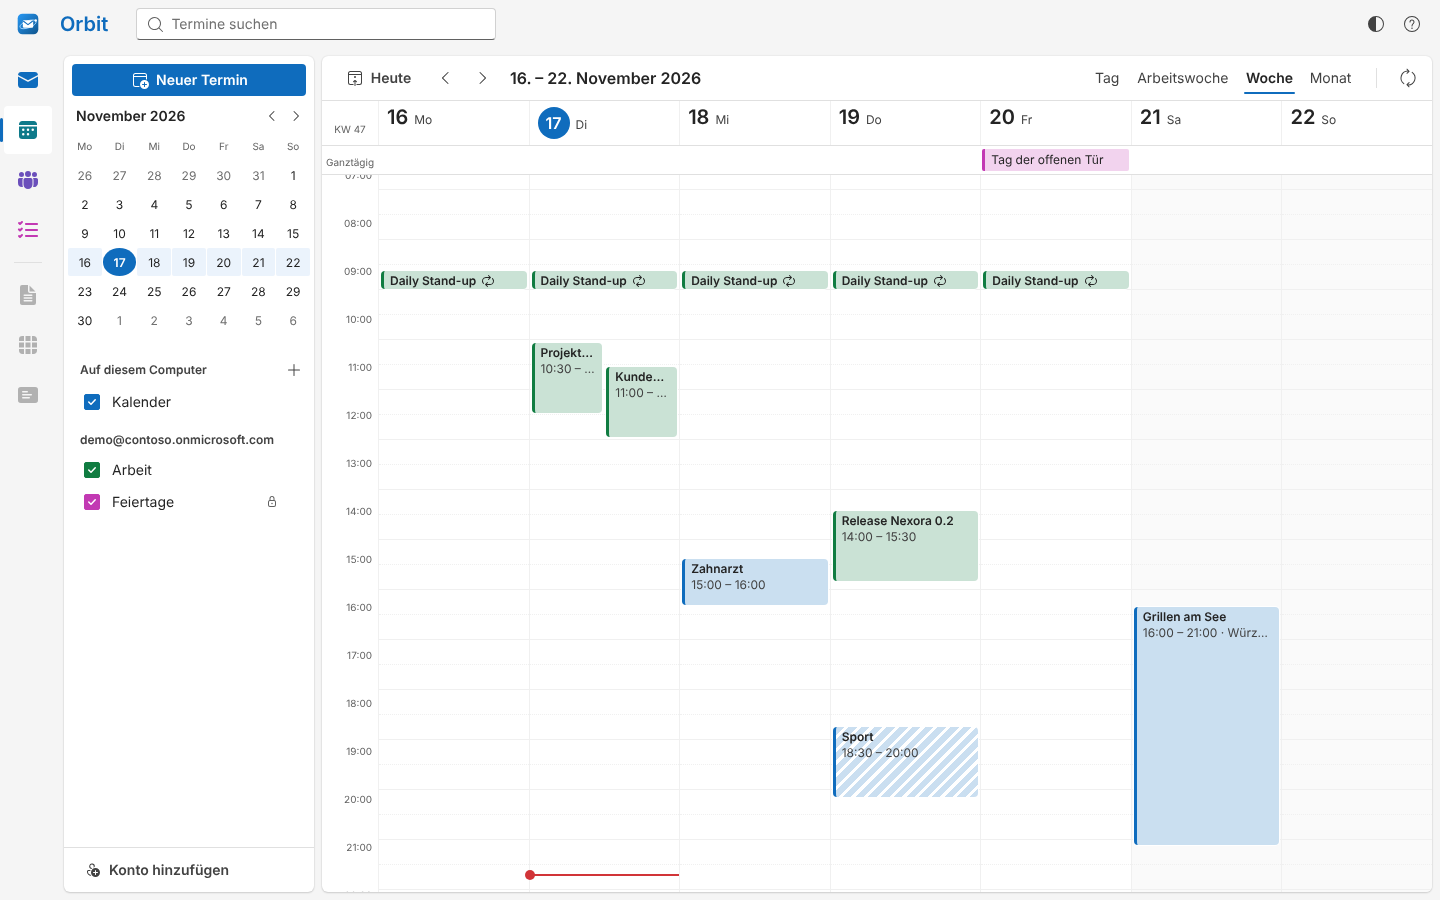 Orbit
Termine suchen
Neuer Termin
November 2026
Mo Di Mi Do Fr Sa So
26 27 28 29 30 31 1
2 3 4 5 6 7 8
9 10 11 12 13 14 15
16 17 18 19 20 21 22
23 24 25 26 27 28 29
30 1 2 3 4 5 6
Auf diesem Computer
Kalender
demo@contoso.onmicrosoft.com
Arbeit
Feiertage
Konto hinzufügen
Heute
16. – 22. November 2026
Tag Arbeitswoche Woche Monat
KW 47
16 Mo
17 Di
18 Mi
19 Do
20 Fr
21 Sa
22 So
Ganztägig
Tag der offenen Tür
07:00
08:00
09:00
Daily Stand-up
Daily Stand-up
Daily Stand-up
Daily Stand-up
Daily Stand-up
10:00
Projekt...
10:30 – ...
11:00
Kunde...
11:00 – ...
12:00
13:00
14:00
Release Nexora 0.2
14:00 – 15:30
15:00
Zahnarzt
15:00 – 16:00
16:00
Grillen am See
16:00 – 21:00 · Würz...
17:00
18:00
Sport
18:30 – 20:00
19:00
20:00
21:00